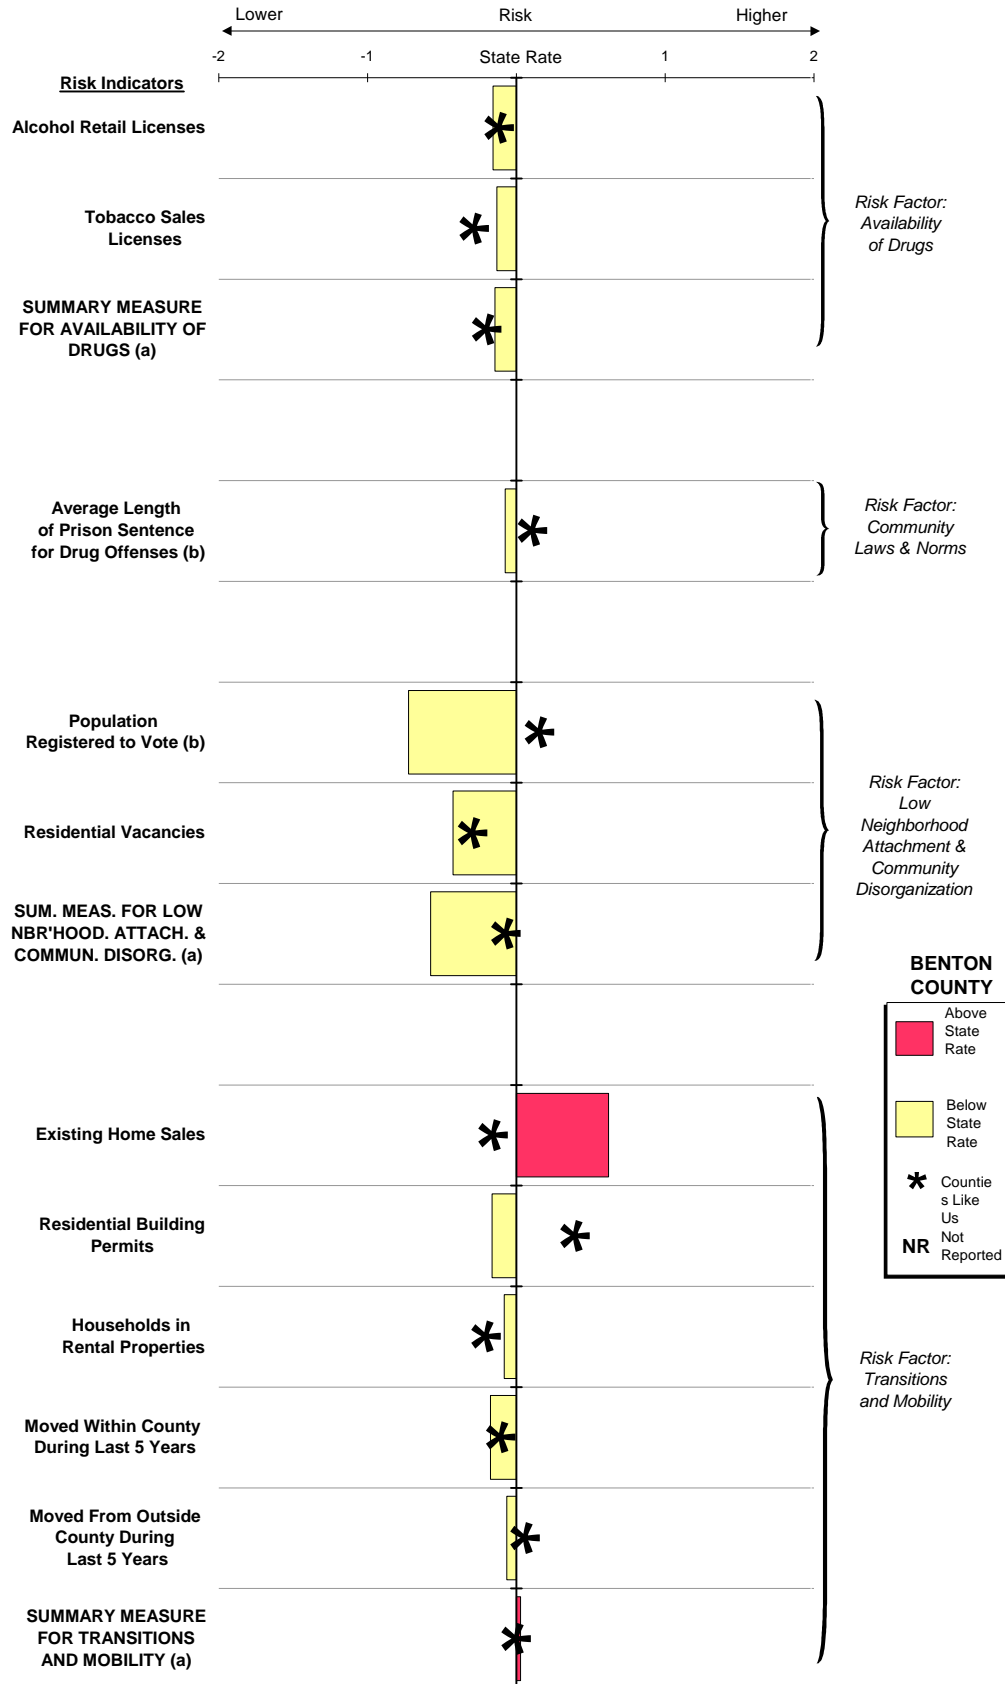 Lower Risk Higher
-2 -1 State Rate 1 2
Risk Indicators
Alcohol Retail Licenses
Tobacco Sales
Licenses
SUMMARY MEASURE
FOR AVAILABILITY OF
DRUGS (a)
Risk Factor:
Availability
of Drugs
Average Length
of Prison Sentence
for Drug Offenses (b)
Risk Factor:
Community
Laws & Norms
Population
Registered to Vote (b)
Residential Vacancies
SUM. MEAS. FOR LOW
NBR'HOOD. ATTACH. &
COMMUN. DISORG. (a)
Risk Factor:
Low
Neighborhood
Attachment &
Community
Disorganization
BENTON
COUNTY
Above
State
Rate
Below
State
Rate
* Countie
s Like
Us
NR Not
Reported
Existing Home Sales
Residential Building
Permits
Households in
Rental Properties
Moved Within County
During Last 5 Years
Moved From Outside
County During
Last 5 Years
SUMMARY MEASURE
FOR TRANSITIONS
AND MOBILITY (a)
Risk Factor:
Transitions
and Mobility